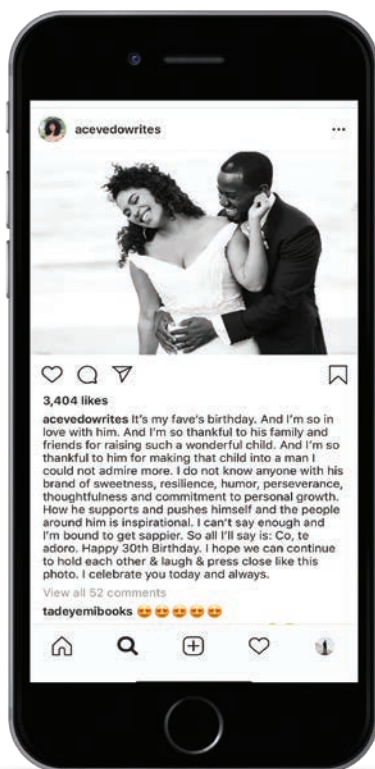 acevedowrites
3,404 likes
acevedowrites It's my fave's birthday. And I'm so in
love with him. And I'm so thankful to his family and
friends for raising such a wonderful child. And I'm so
thankful to him for making that child into a man I
could not admire more. I do not know anyone with his
brand of sweetness, resilience, humor, perseverance,
thoughtfulness and commitment to personal growth.
How he supports and pushes himself and the people
around him is inspirational. I can't say enough and
I'm bound to get sappier. So all I'll say is: Co, te
adoro. Happy 30th Birthday. I hope we can continue
to hold each other & laugh & press close like this
photo. I celebrate you today and always.
View all 52 comments
tadeyemibooks 😍😍😍😍😍